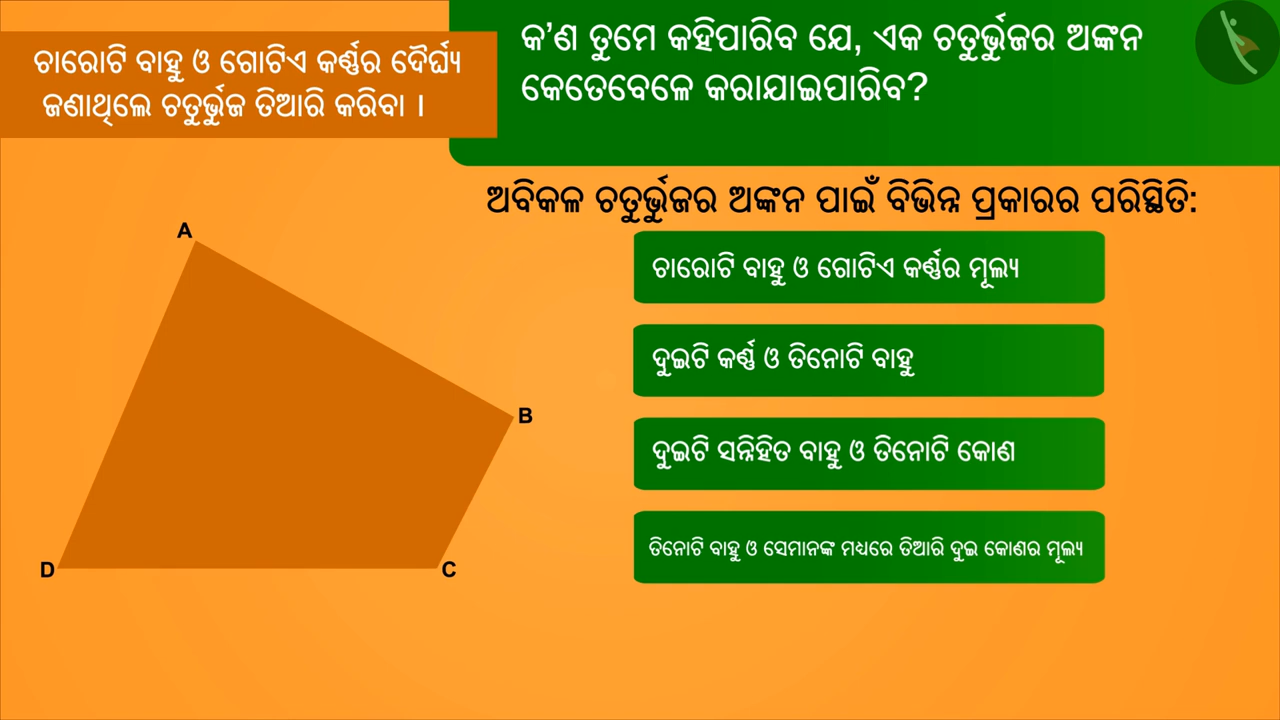 ଚାରୋଟି ବାହୁ ଓ ଗୋଟିଏ କର୍ଣ୍ଣର ଦୈର୍ଘ୍ୟ
ଜଣାଥିଲେ ଚତୁର୍ଭୁଜ ତିଆରି କରିବା ।
କ’ଣ ତୁମେ କହିପାରିବ ଯେ, ଏକ ଚତୁର୍ଭୁଜର ଅଙ୍କନ
କେତେବେଳେ କରାଯାଇପାରିବ?
ଅବିକଳ ଚତୁର୍ଭୁଜର ଅଙ୍କନ ପାଇଁ ବିଭିନ୍ନ ପ୍ରକାରର ପରିସ୍ଥିତି:
ଚାରୋଟି ବାହୁ ଓ ଗୋଟିଏ କର୍ଣ୍ଣର ମୂଲ୍ୟ
ଦୁଇଟି କର୍ଣ୍ଣ ଓ ତିନୋଟି ବାହୁ
ଦୁଇଟି ସନ୍ନିହିତ ବାହୁ ଓ ତିନୋଟି କୋଣ
ତିନୋଟି ବାହୁ ଓ ସେମାନଙ୍କ ମଧ୍ୟରେ ତିଆରି ଦୁଇ କୋଣର ମୂଲ୍ୟ
A
B
D
C